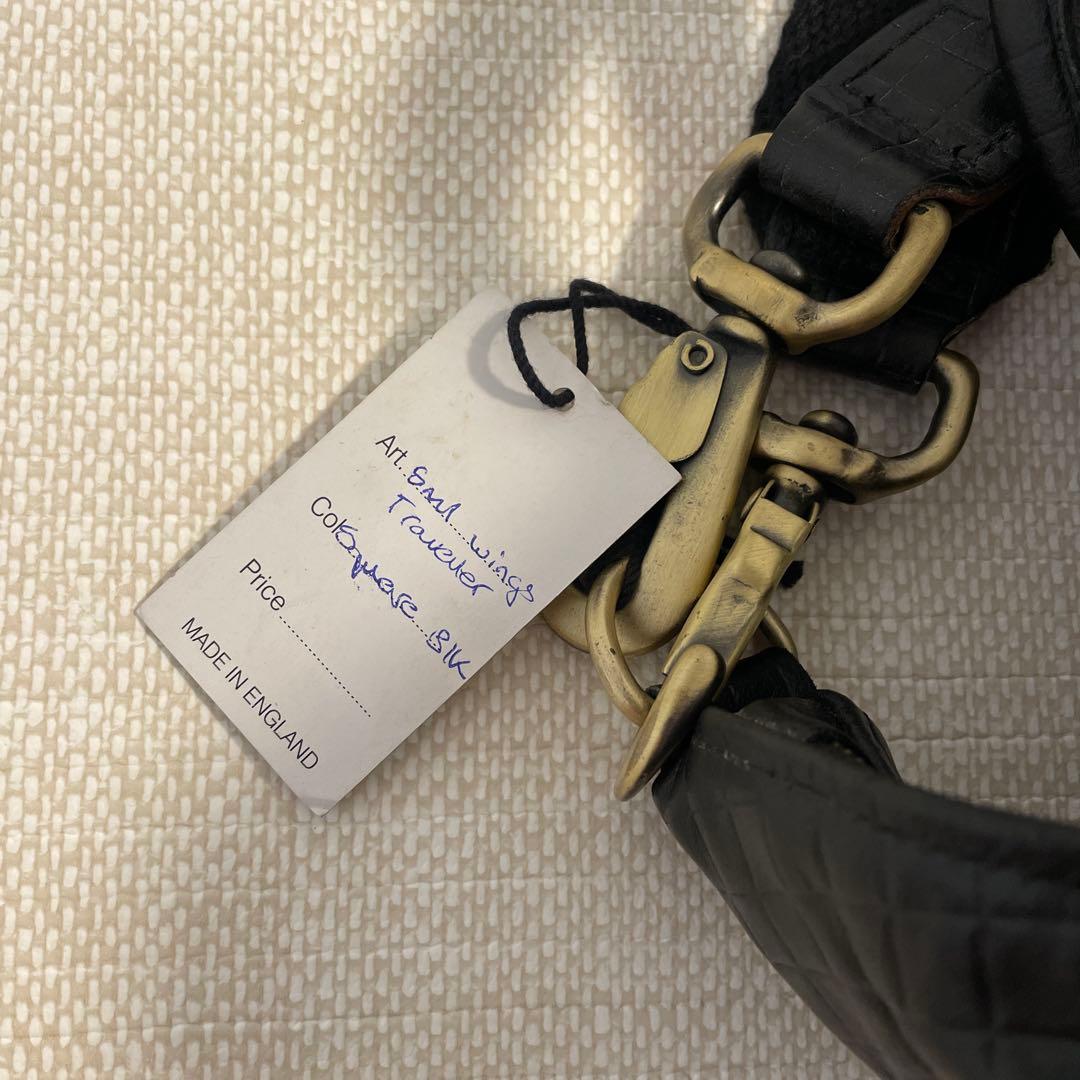 Art. Small wings
Traveller
Col Square Blk
Price
MADE IN ENGLAND